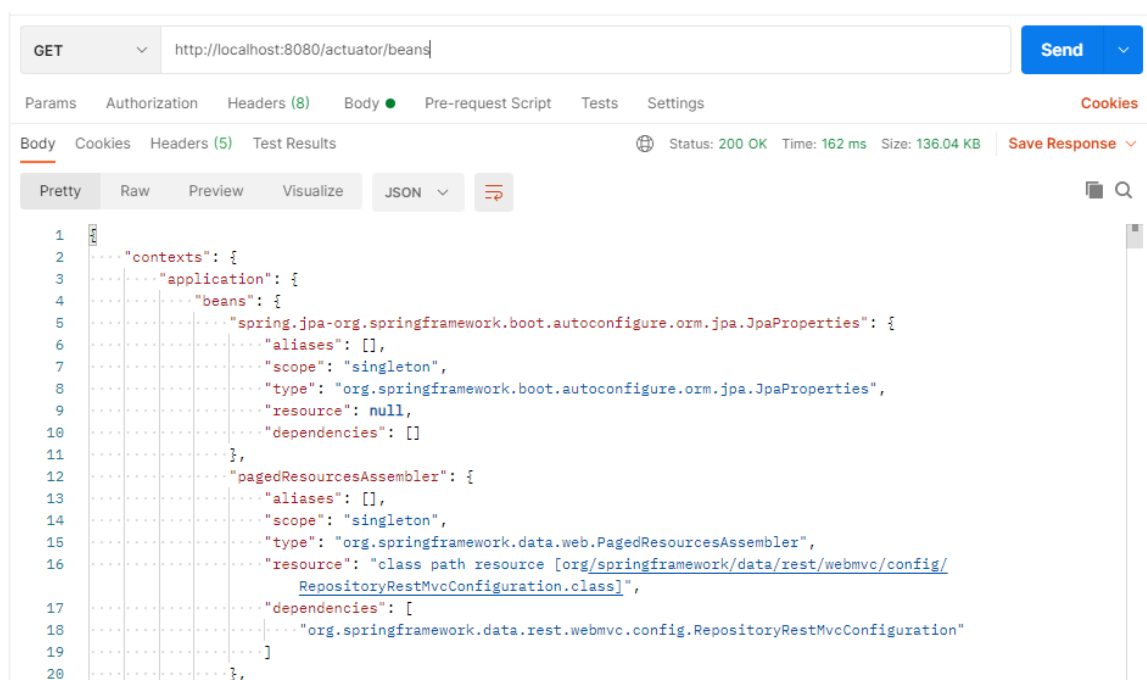 GET http://localhost:8080/actuator/beans Send
Params Authorization Headers (8) Body Pre-request Script Tests Settings Cookies
Body Cookies Headers (5) Test Results Status: 200 OK Time: 162 ms Size: 136.04 KB Save Response
Pretty Raw Preview Visualize JSON
1 {
2 "contexts": {
3 "application": {
4 "beans": {
5 "spring.jpa-org.springframework.boot.autoconfigure.orm.jpa.JpaProperties": {
6 "aliases": [],
7 "scope": "singleton",
8 "type": "org.springframework.boot.autoconfigure.orm.jpa.JpaProperties",
9 "resource": null,
10 "dependencies": []
11 },
12 "pagedResourcesAssembler": {
13 "aliases": [],
14 "scope": "singleton",
15 "type": "org.springframework.data.web.PagedResourcesAssembler",
16 "resource": "class path resource [org/springframework/data/rest/webmvc/config/
RepositoryRestMvcConfiguration.class]",
17 "dependencies": [
18 "org.springframework.data.rest.webmvc.config.RepositoryRestMvcConfiguration"
19 ]
20 },